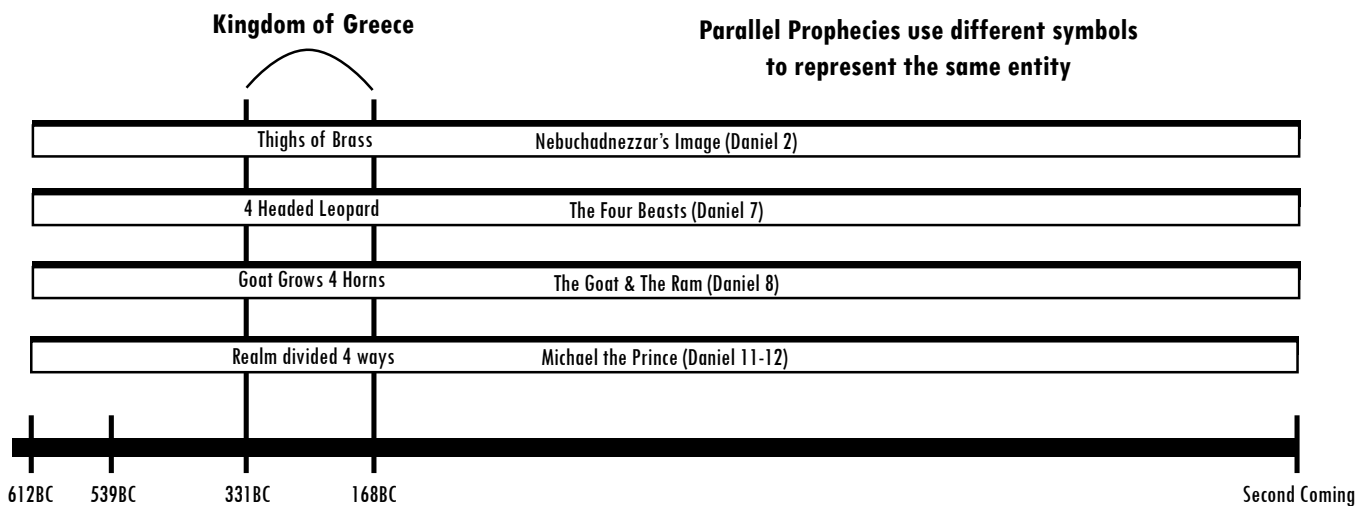 Kingdom of Greece
Parallel Prophecies use different symbols
to represent the same entity
Thighs of Brass
Nebuchadnezzar's Image (Daniel 2)
4 Headed Leopard
The Four Beasts (Daniel 7)
Goat Grows 4 Horns
The Goat & The Ram (Daniel 8)
Realm divided 4 ways
Michael the Prince (Daniel 11-12)
612BC
539BC
331BC
168BC
Second Coming